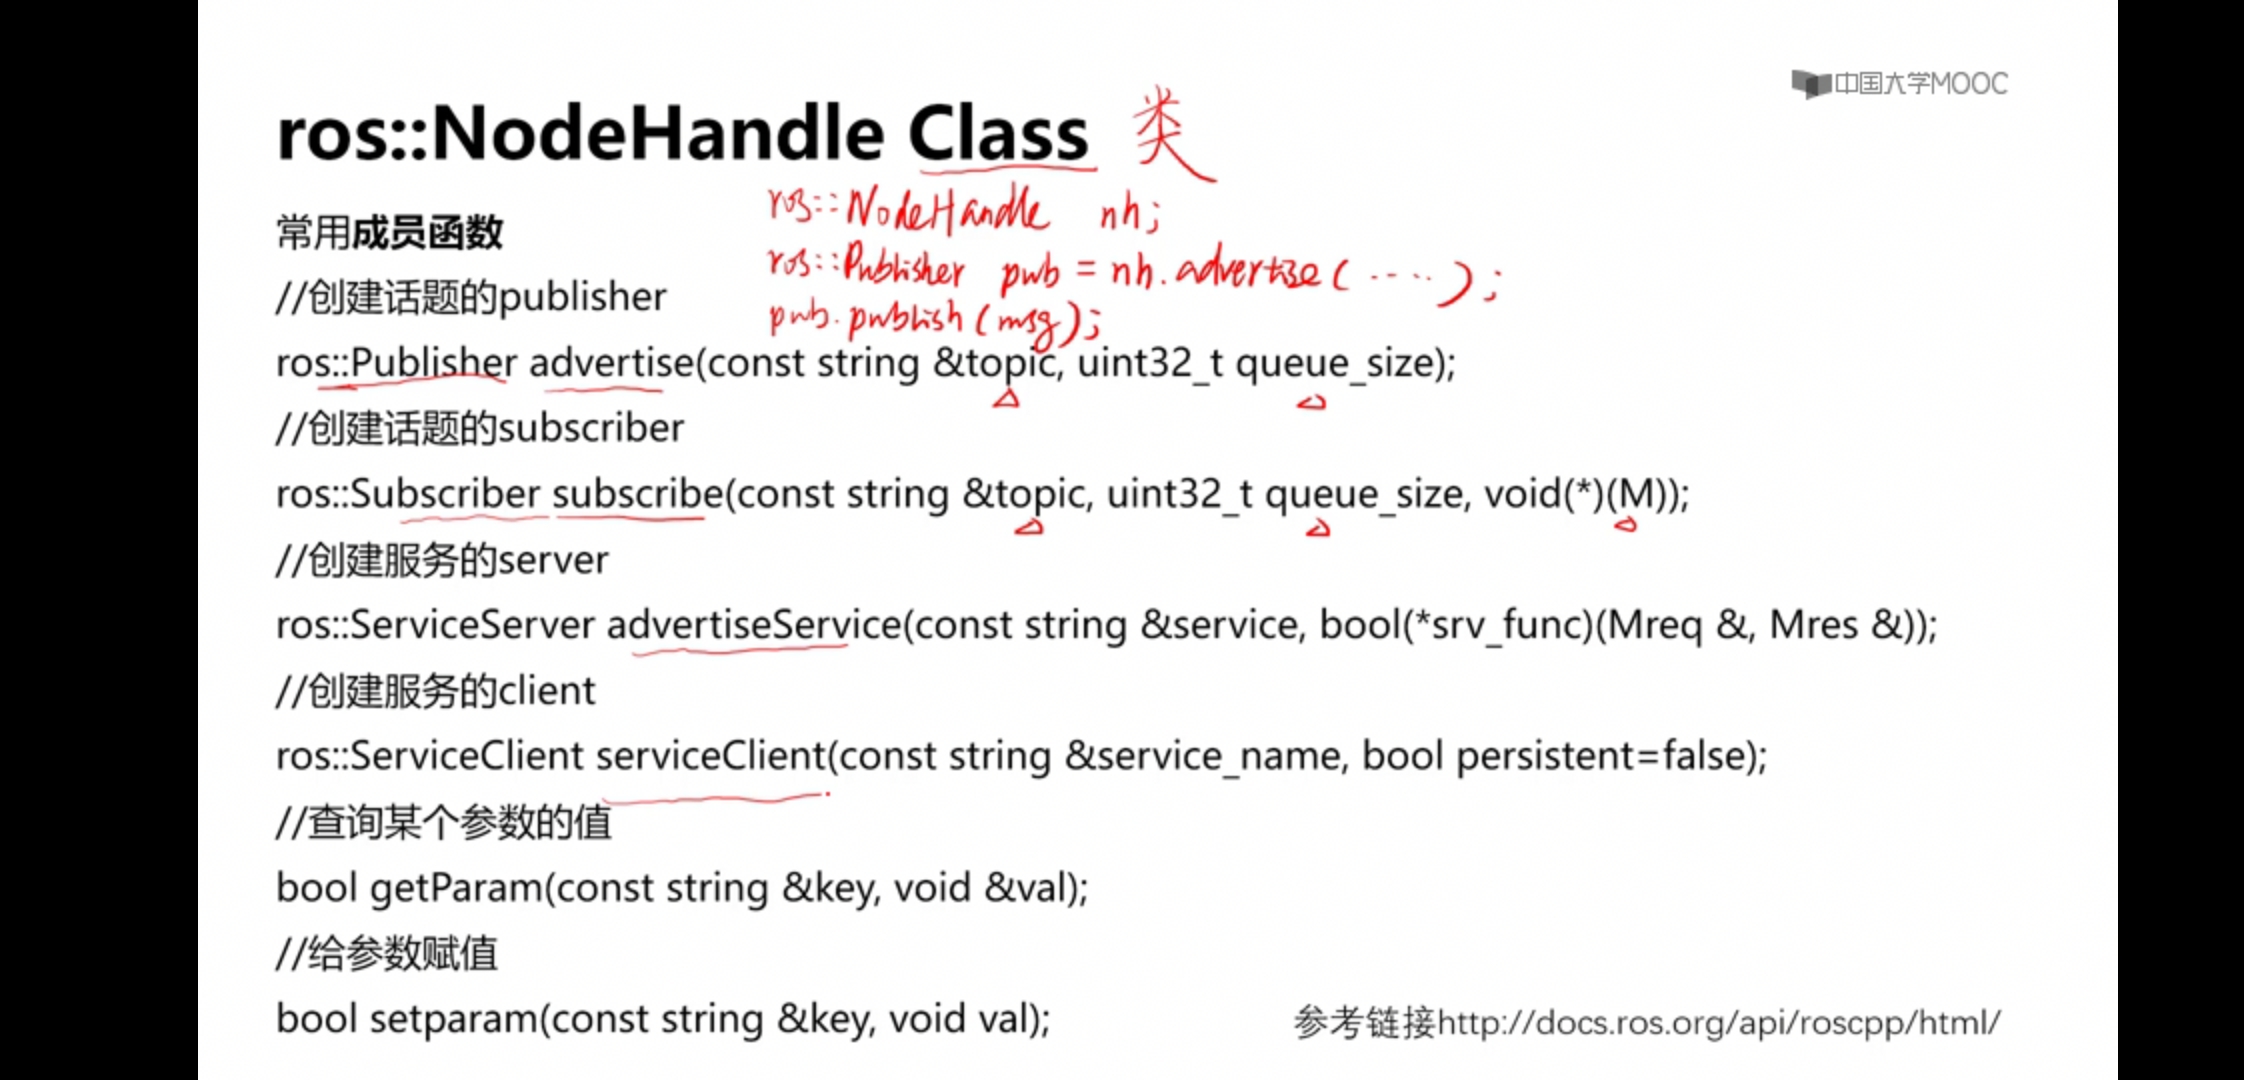 中国大学MOOC
ros::NodeHandle Class 类
ros::NodeHandle nh;
常用成员函数
ros::Publisher pub = nh.advertise(····);
//创建话题的publisher
pub.publish(msg);
ros::Publisher advertise(const string &topic, uint32_t queue_size);
//创建话题的subscriber
ros::Subscriber subscribe(const string &topic, uint32_t queue_size, void(*)(M));
//创建服务的server
ros::ServiceServer advertiseService(const string &service, bool(*srv_func)(Mreq &, Mres &));
//创建服务的client
ros::ServiceClient serviceClient(const string &service_name, bool persistent=false);
//查询某个参数的值
bool getParam(const string &key, void &val);
//给参数赋值
bool setparam(const string &key, void val);
参考链接http://docs.ros.org/api/roscpp/html/